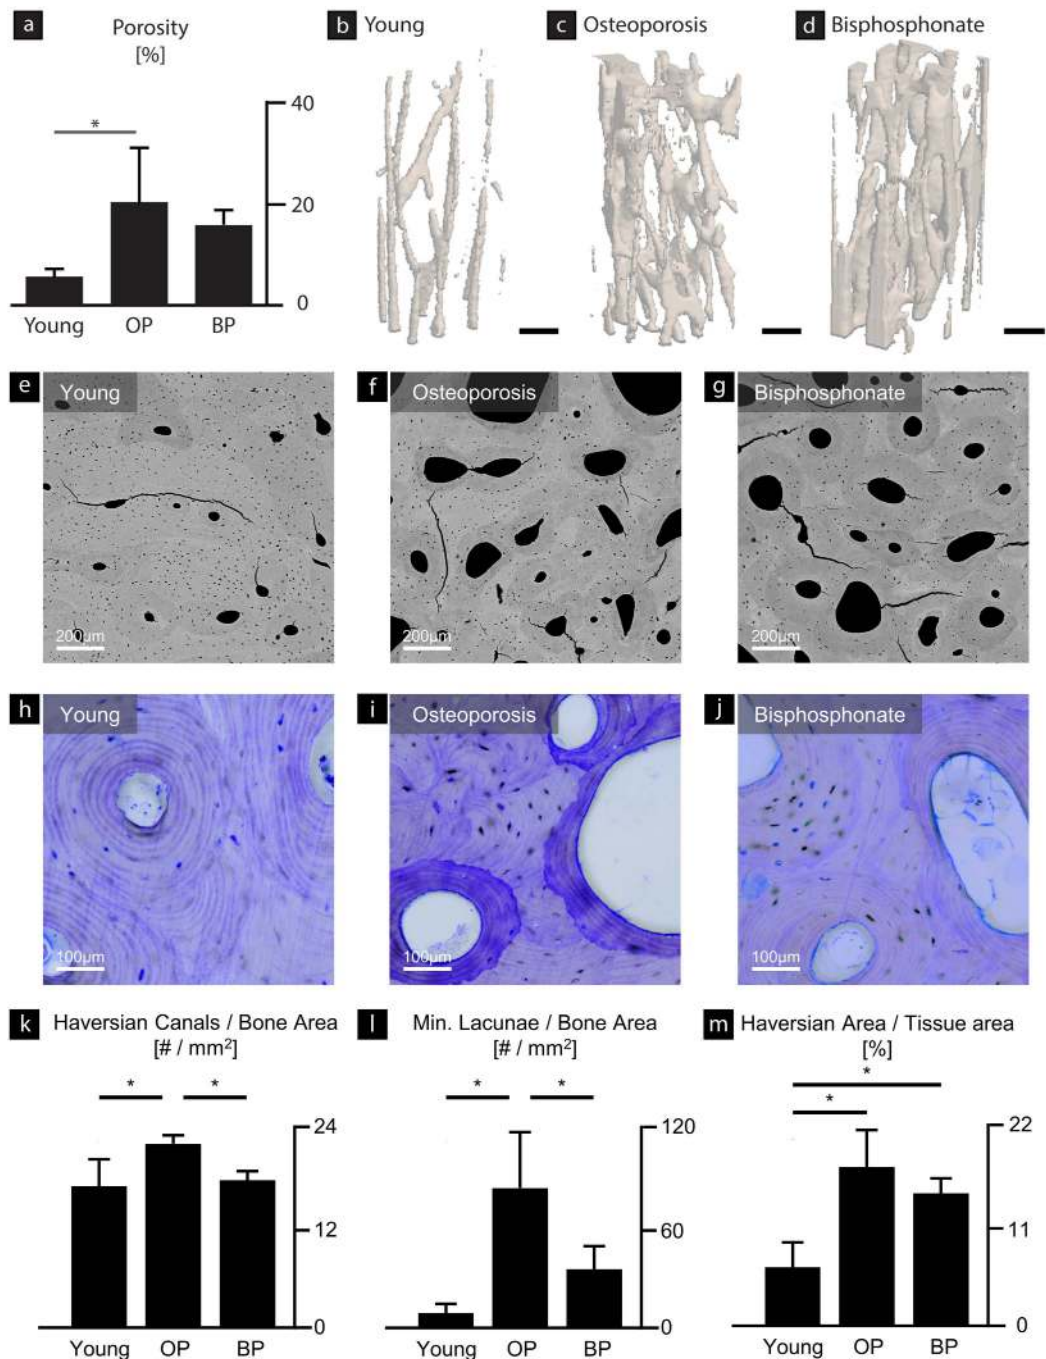 a Porosity
[%]
b Young
c Osteoporosis
d Bisphosphonate
*
40
20
0
Young OP BP
e Young
200µm
f Osteoporosis
200µm
g Bisphosphonate
200µm
h Young
100µm
i Osteoporosis
100µm
j Bisphosphonate
100µm
k Haversian Canals / Bone Area
[# / mm²]
* *
24
12
0
Young OP BP
l Min. Lacunae / Bone Area
[# / mm²]
* *
120
60
0
Young OP BP
m Haversian Area / Tissue area
[%]
*
*
22
11
0
Young OP BP